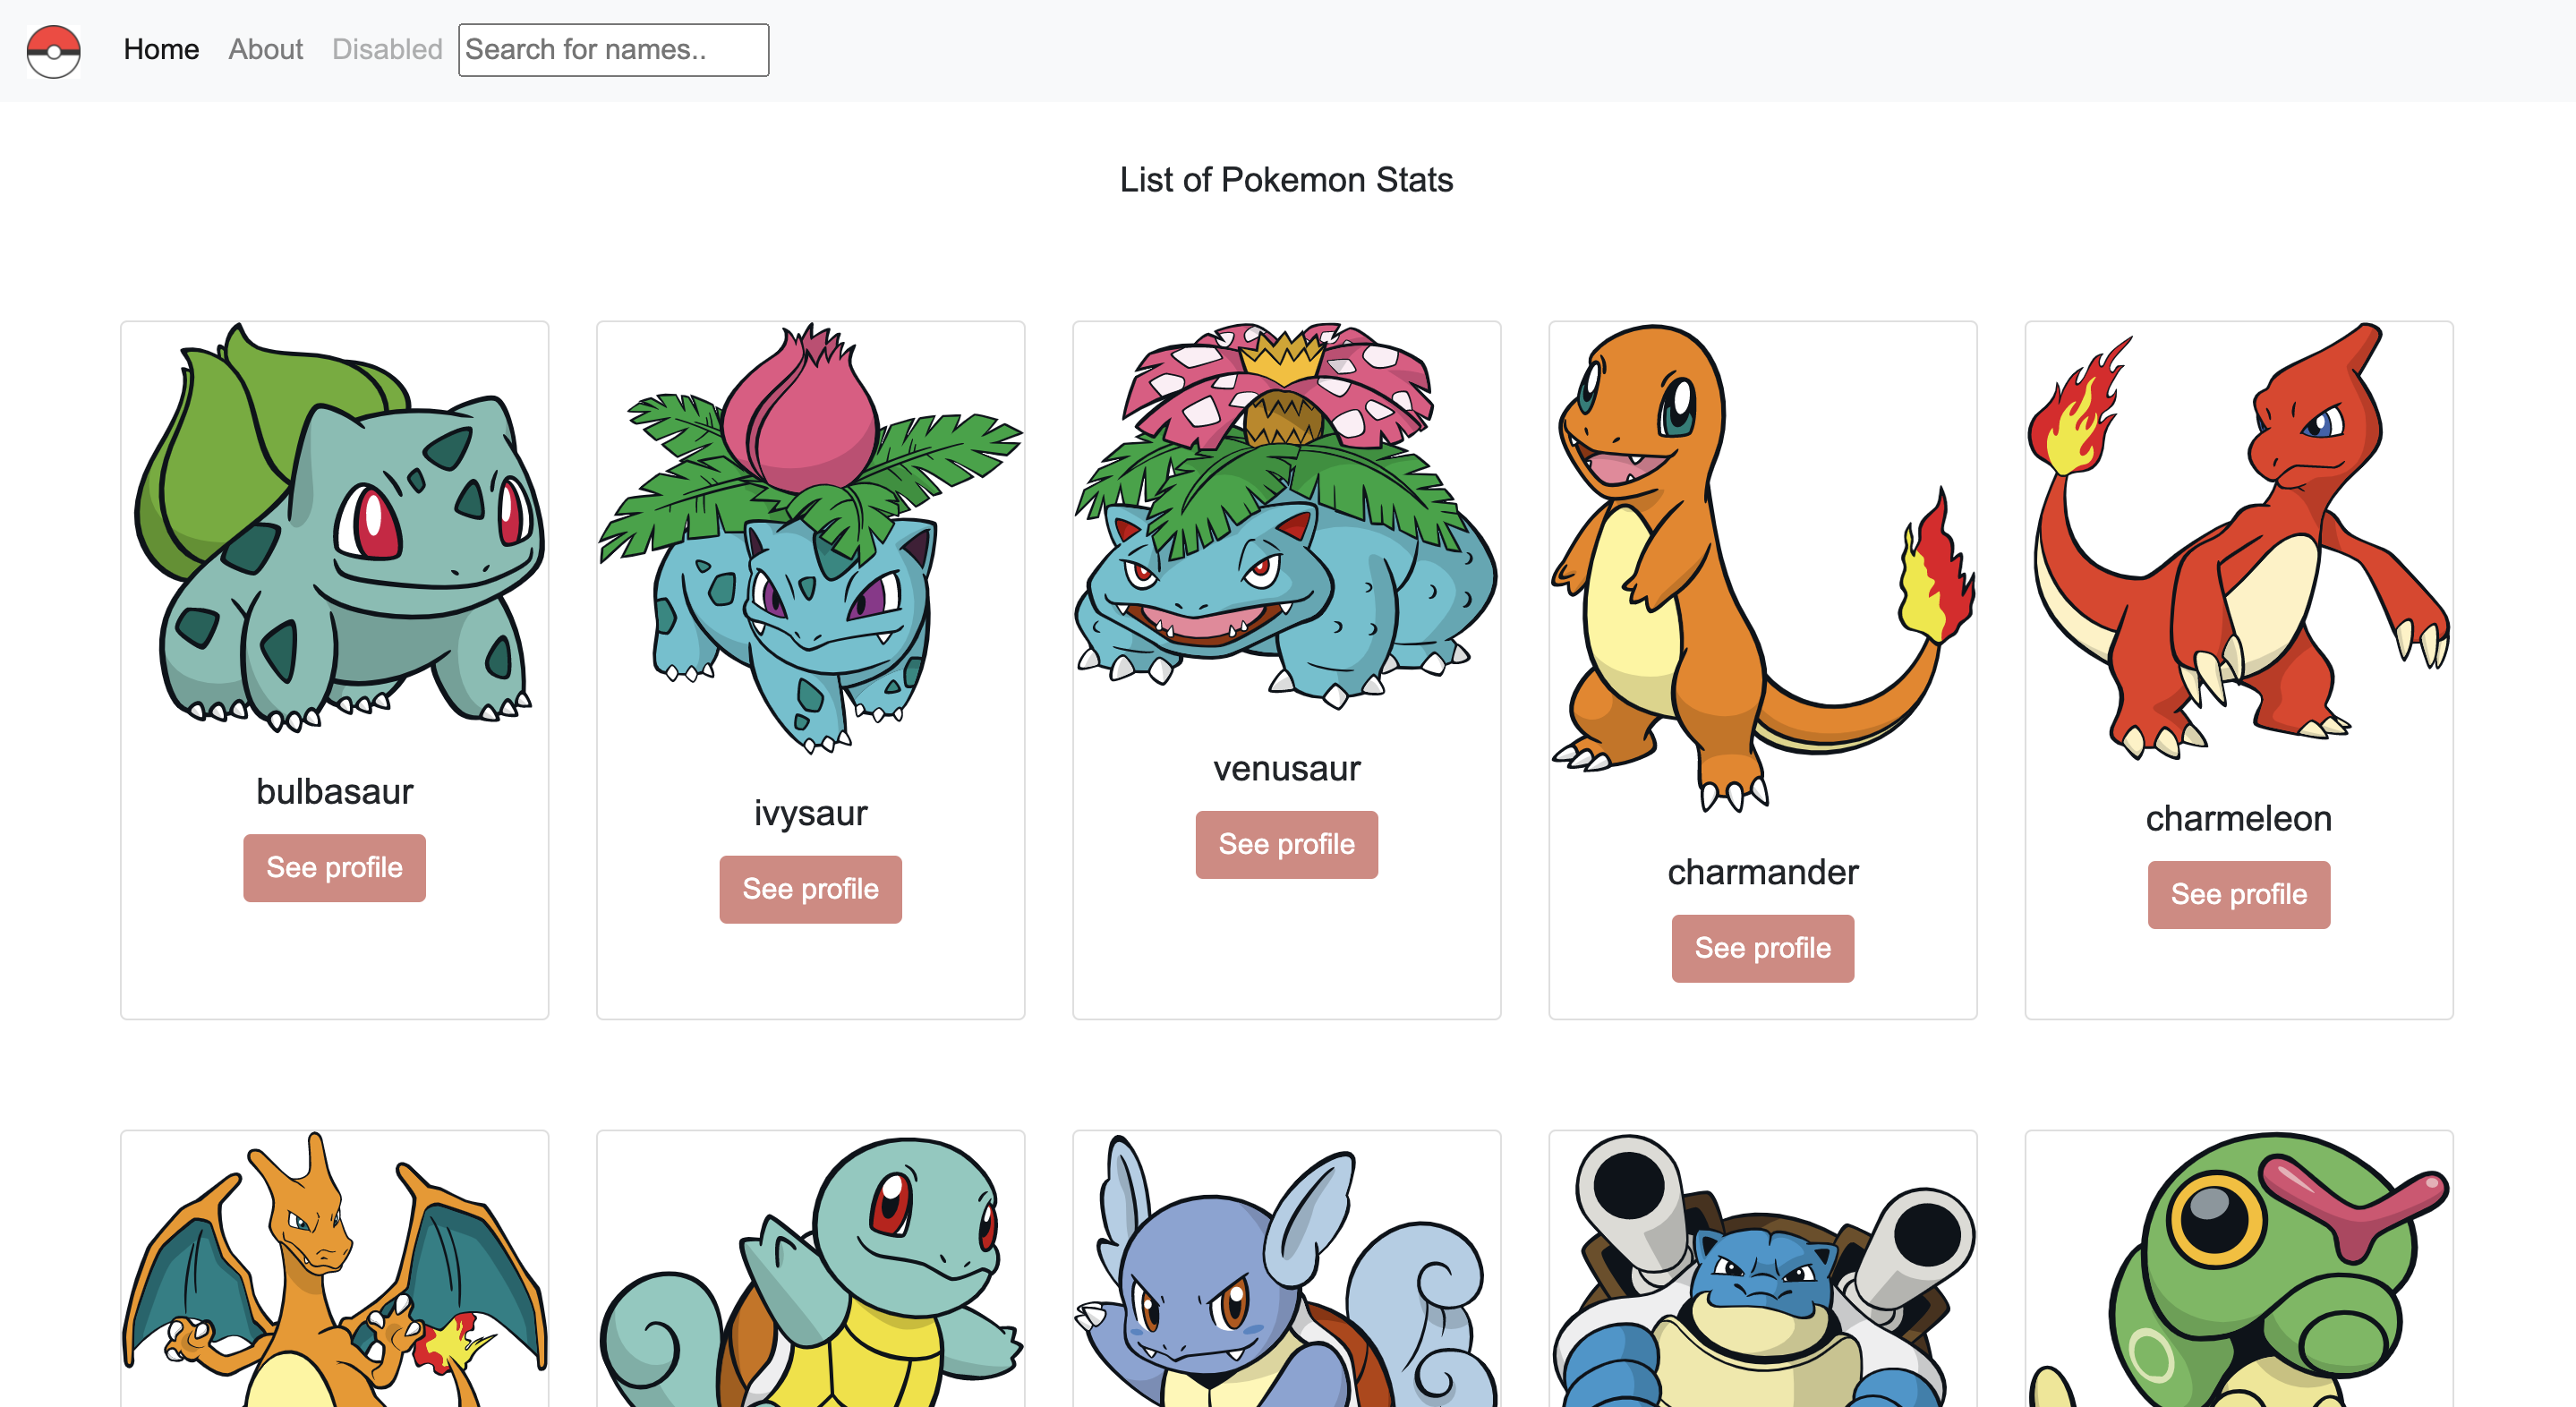 Home About Disabled Search for names..
List of Pokemon Stats
bulbasaur
See profile
ivysaur
See profile
venusaur
See profile
charmander
See profile
charmeleon
See profile